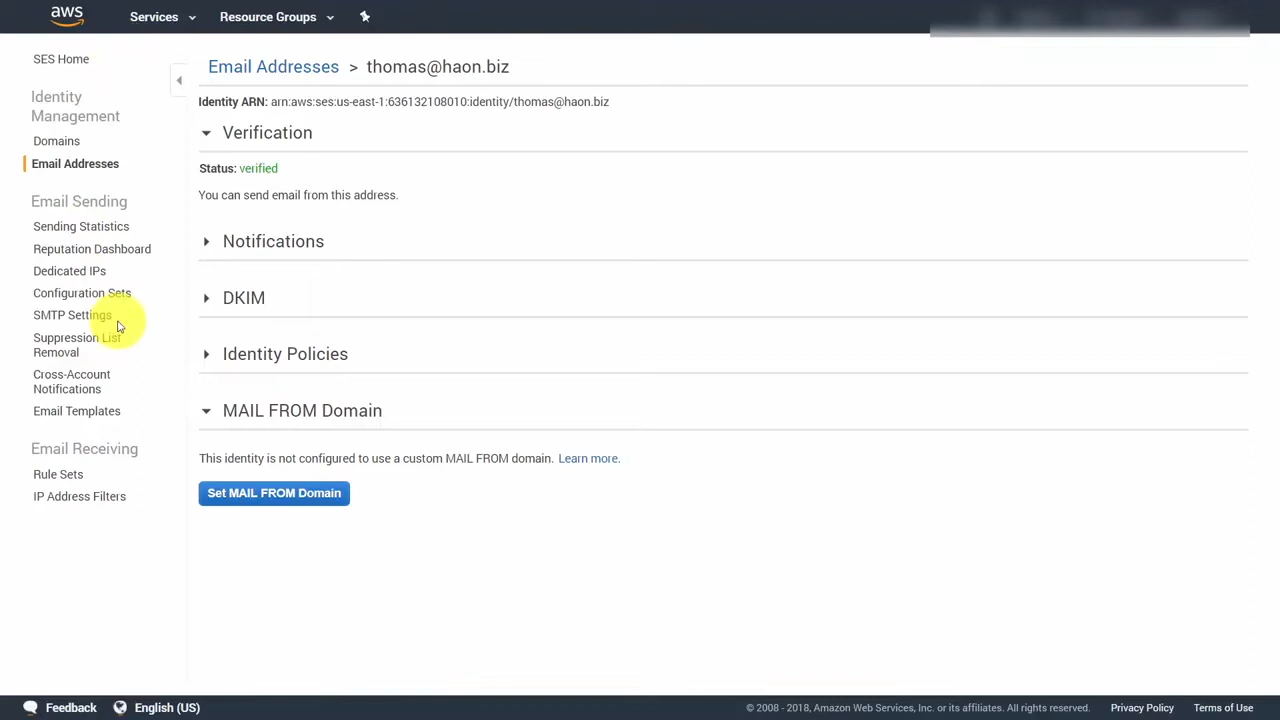 aws
Services
Resource Groups
SES Home
Identity
Management
Domains
Email Addresses
Email Sending
Sending Statistics
Reputation Dashboard
Dedicated IPs
Configuration Sets
SMTP Settings
Suppression List
Removal
Cross-Account
Notifications
Email Templates
Email Receiving
Rule Sets
IP Address Filters
Email Addresses > thomas@haon.biz
Identity ARN: arn:aws:ses:us-east-1:636132108010:identity/thomas@haon.biz
Verification
Status: verified
You can send email from this address.
Notifications
DKIM
Identity Policies
MAIL FROM Domain
This identity is not configured to use a custom MAIL FROM domain. Learn more.
Set MAIL FROM Domain
Feedback
English (US)
© 2008 - 2018, Amazon Web Services, Inc. or its affiliates. All rights reserved.
Privacy Policy
Terms of Use